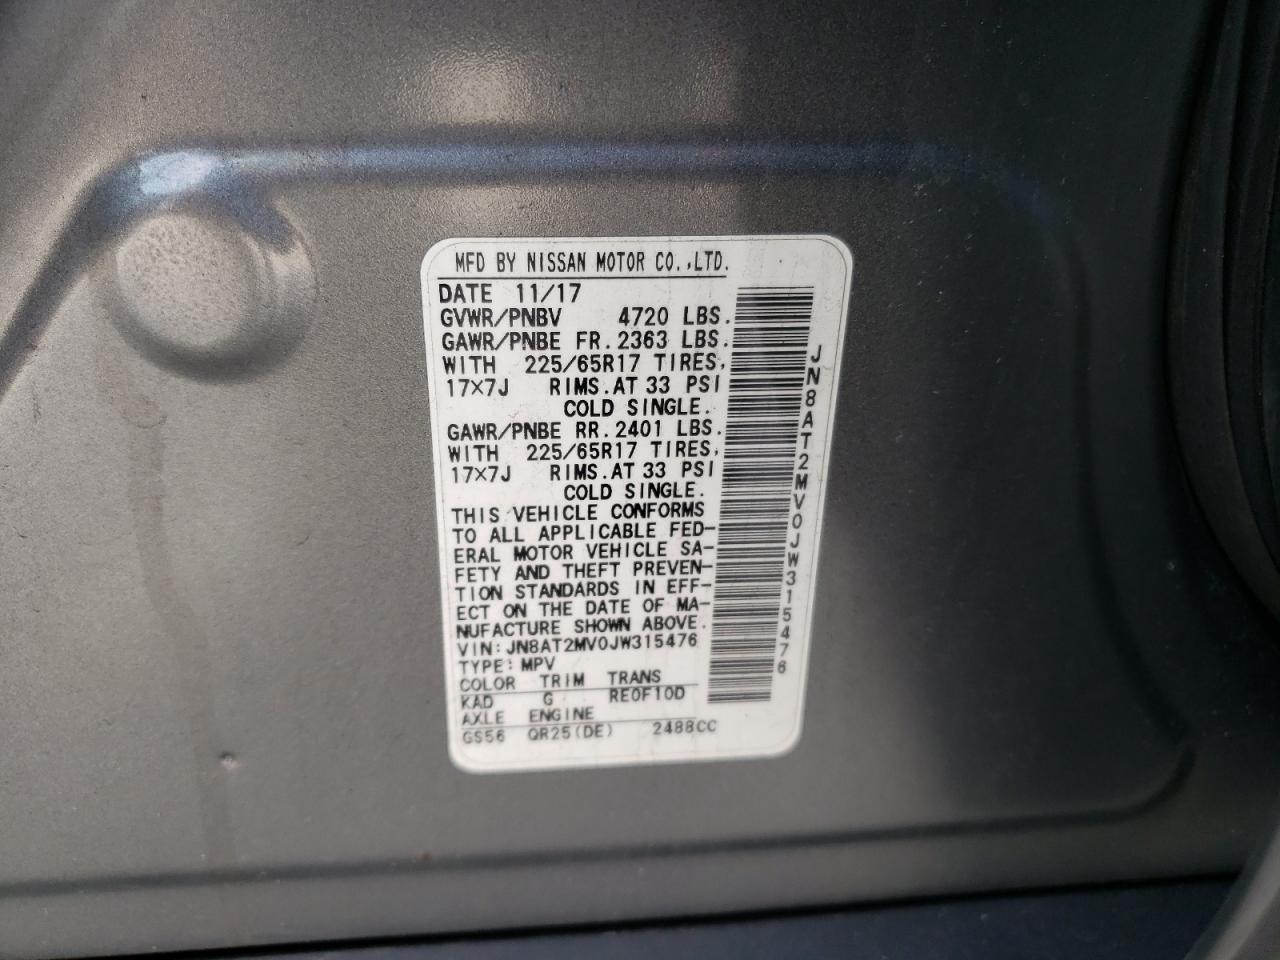 MFD BY NISSAN MOTOR CO.,LTD.
DATE 11/17
GVWR/PNBV 4720 LBS.
GAWR/PNBE FR.2363 LBS.
WITH 225/65R17 TIRES,
17×7J RIMS.AT 33 PSI
COLD SINGLE.
GAWR/PNBE RR.2401 LBS.
WITH 225/65R17 TIRES,
17×7J RIMS.AT 33 PSI
COLD SINGLE.
THIS VEHICLE CONFORMS
TO ALL APPLICABLE FED-
ERAL MOTOR VEHICLE SA-
FETY AND THEFT PREVEN-
TION STANDARDS IN EFF-
ECT ON THE DATE OF MA-
NUFACTURE SHOWN ABOVE.
VIN: JN8AT2MV0JW315476
TYPE: MPV
COLOR TRIM TRANS
KAD G RE0F10D
AXLE ENGINE
GS56 QR25(DE) 2488CC
JN8AT2MV0JW315476